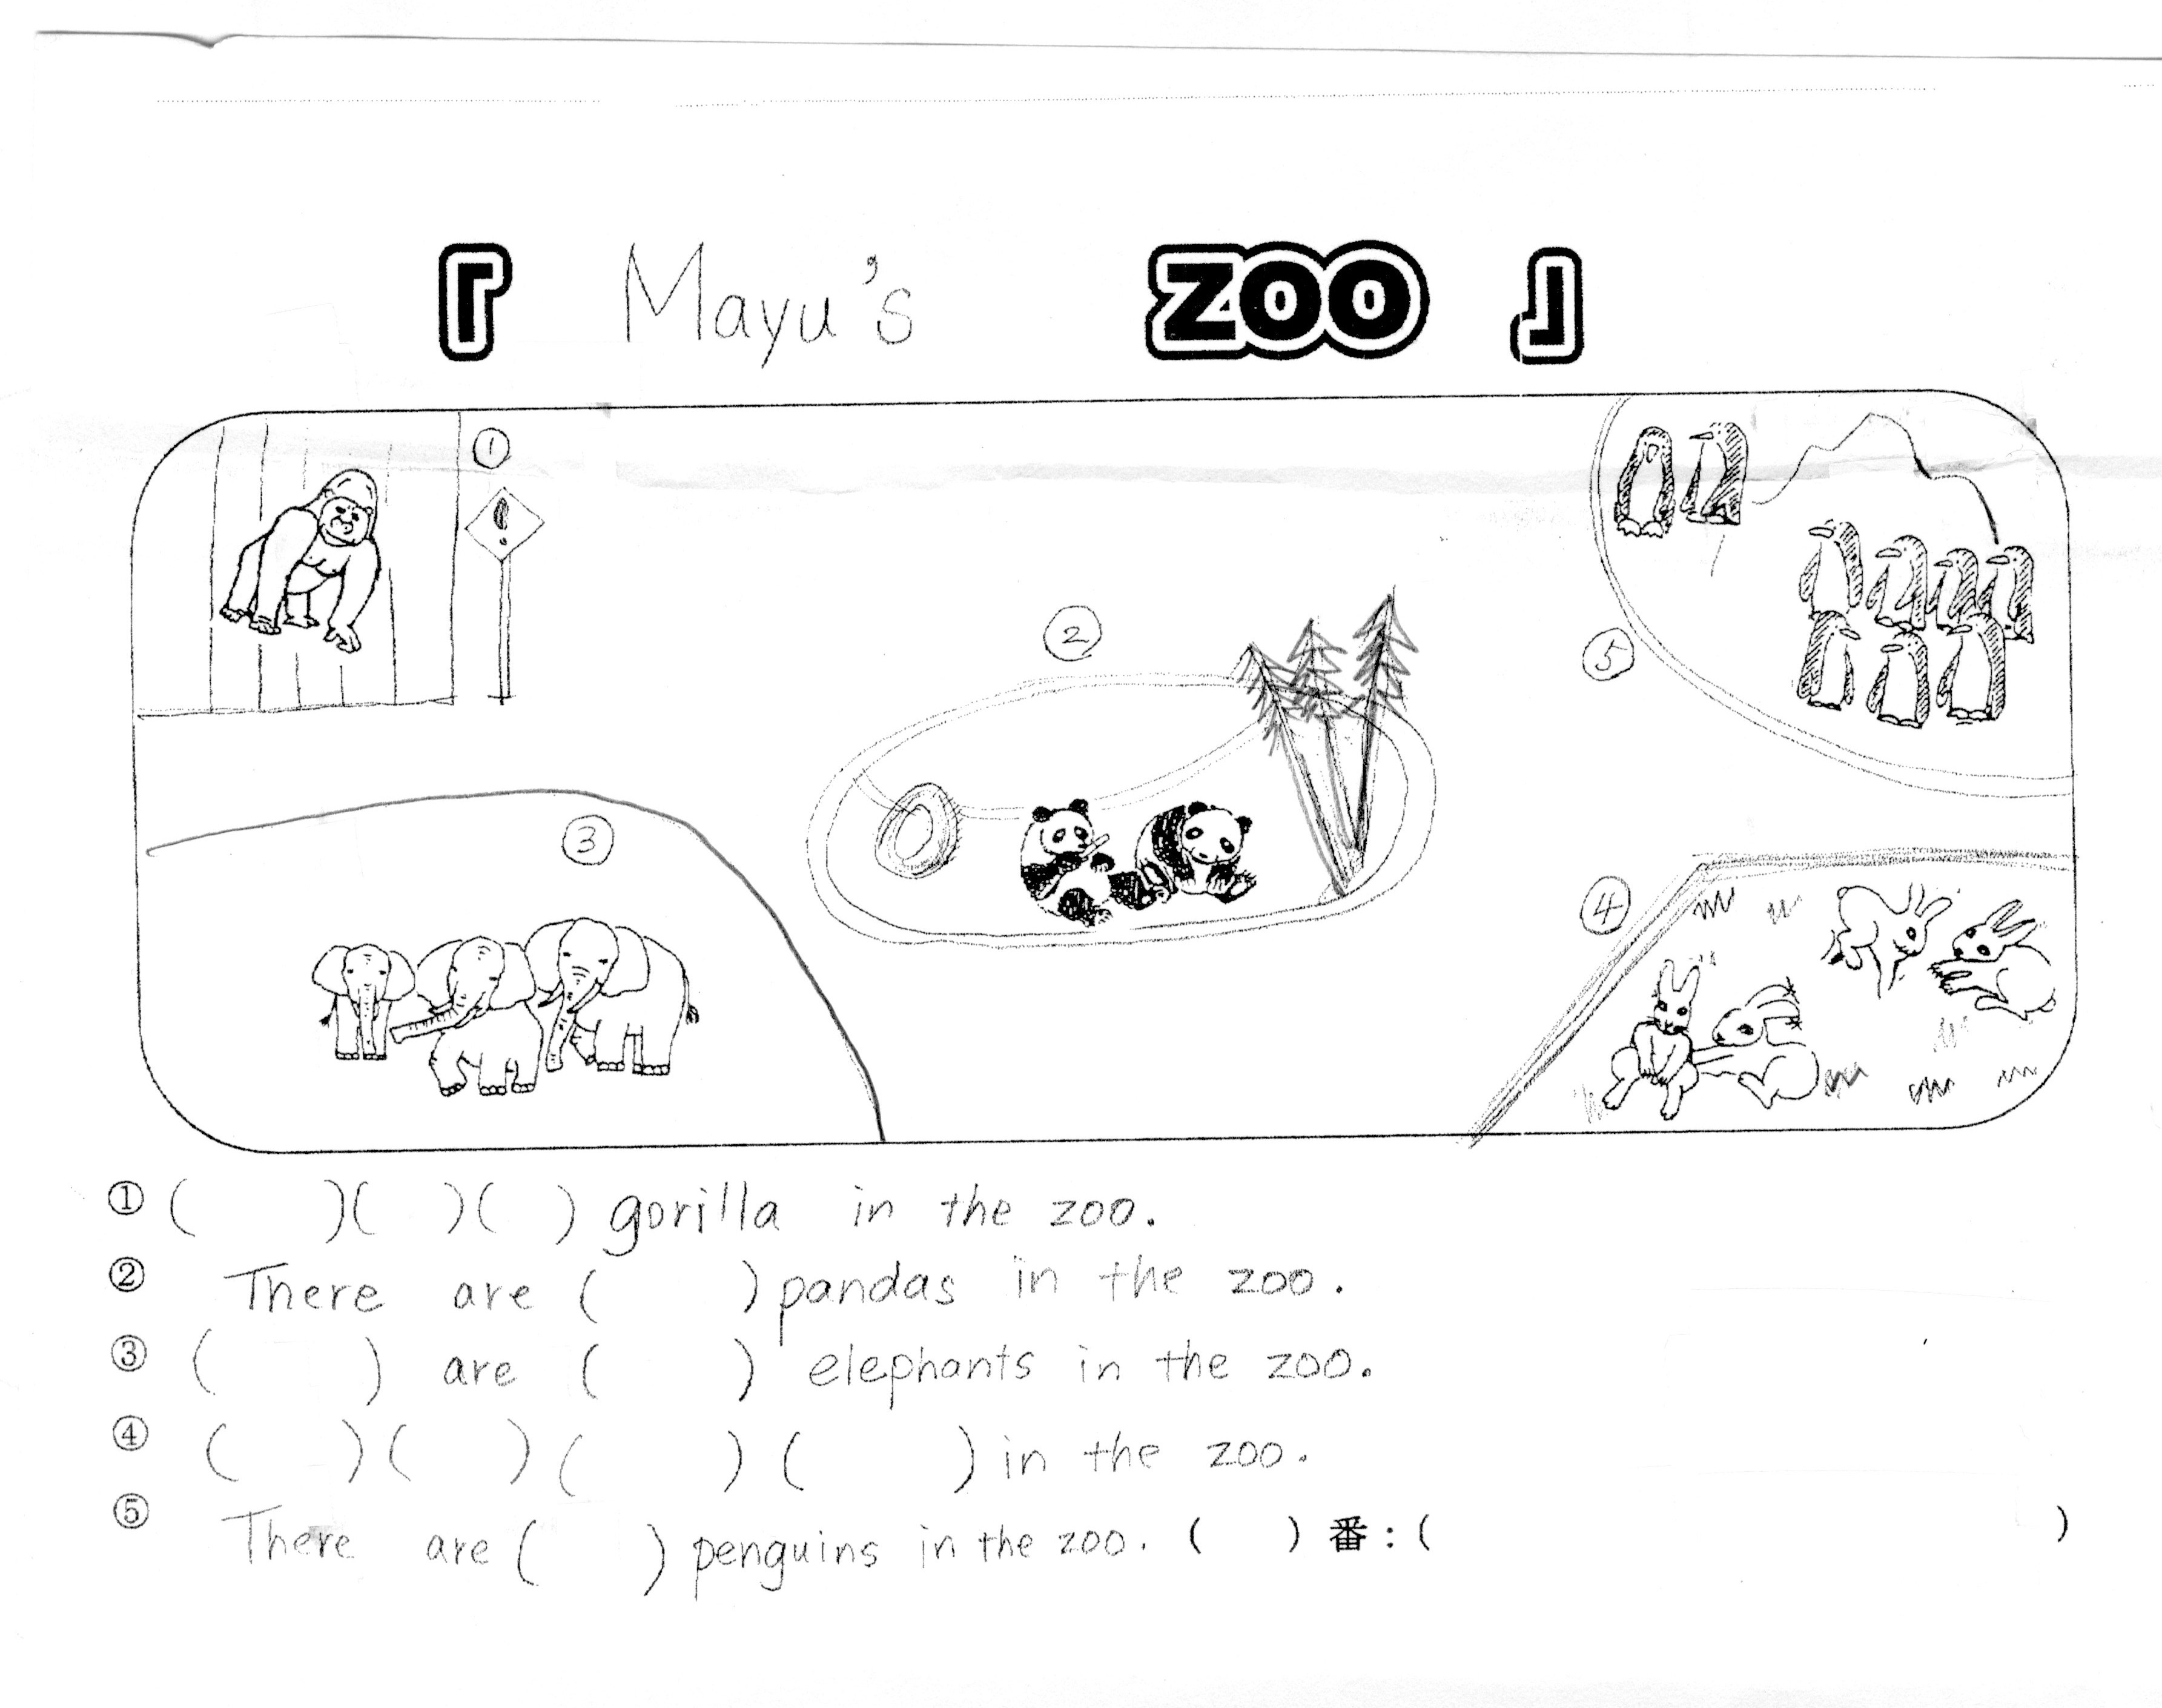 『 Mayu's ZOO 』
①
②
⑤
③
④
① ( )( )( ) gorilla in the zoo.
② There are ( ) pandas in the zoo.
③ ( ) are ( ) elephants in the zoo.
④ ( )( )( )( ) in the zoo.
⑤ There are ( ) penguins in the zoo. ( ) 番:( )